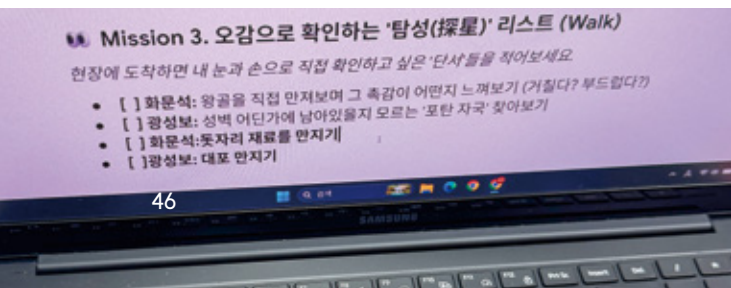 👀 Mission 3. 오감으로 확인하는 '탐성(探星)' 리스트 (Walk)
현장에 도착하면 내 눈과 손으로 직접 확인하고 싶은 '단서'들을 적어보세요
• [ ] 화문석: 왕골을 직접 만져보며 그 촉감이 어떤지 느껴보기 (거칠다? 부드럽다?)
• [ ] 광성보: 성벽 어딘가에 남아있을지 모르는 '포탄 자국' 찾아보기
• [ ] 화문석:돗자리 재료를 만지기
• [ ]광성보: 대포 만지기
46
검색
SAMSUNG